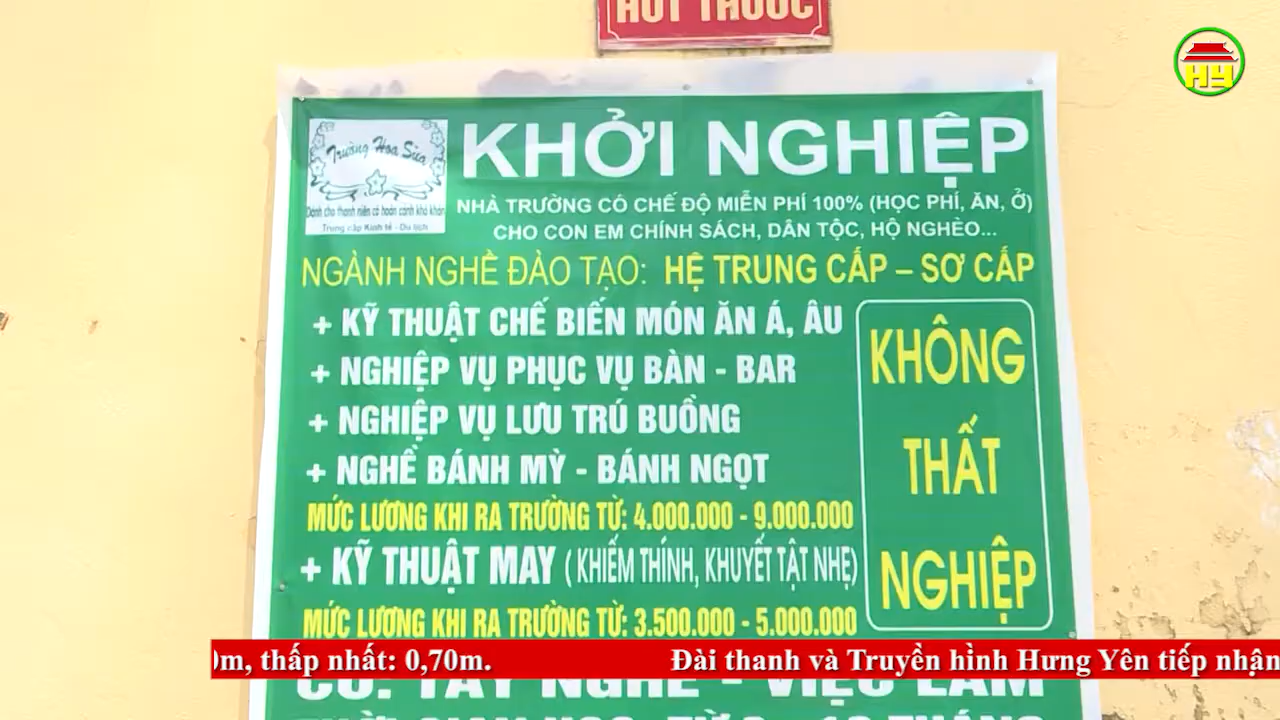 HÚT THUỐC
HY
Trường Hoa Sữa
Dành cho thanh niên có hoàn cảnh khó khăn
Trung cấp Kinh tế - Du lịch
KHỞI NGHIỆP
NHÀ TRƯỜNG CÓ CHẾ ĐỘ MIỄN PHÍ 100% (HỌC PHÍ, ĂN, Ở)
CHO CON EM CHÍNH SÁCH, DÂN TỘC, HỘ NGHÈO...
NGÀNH NGHỀ ĐÀO TẠO: HỆ TRUNG CẤP – SƠ CẤP
+ KỸ THUẬT CHẾ BIẾN MÓN ĂN Á, ÂU
+ NGHIỆP VỤ PHỤC VỤ BÀN - BAR
+ NGHIỆP VỤ LƯU TRÚ BUỒNG
+ NGHỀ BÁNH MỲ - BÁNH NGỌT
MỨC LƯƠNG KHI RA TRƯỜNG TỪ: 4.000.000 - 9.000.000
+ KỸ THUẬT MAY ( KHIẾM THÍNH, KHUYẾT TẬT NHẸ)
MỨC LƯƠNG KHI RA TRƯỜNG TỪ: 3.500.000 - 5.000.000
KHÔNG
THẤT
NGHIỆP
m, thấp nhất: 0,70m. Đài thanh và Truyền hình Hưng Yên tiếp nhận
CÓ: TAY NGHỀ - VIỆC LÀM